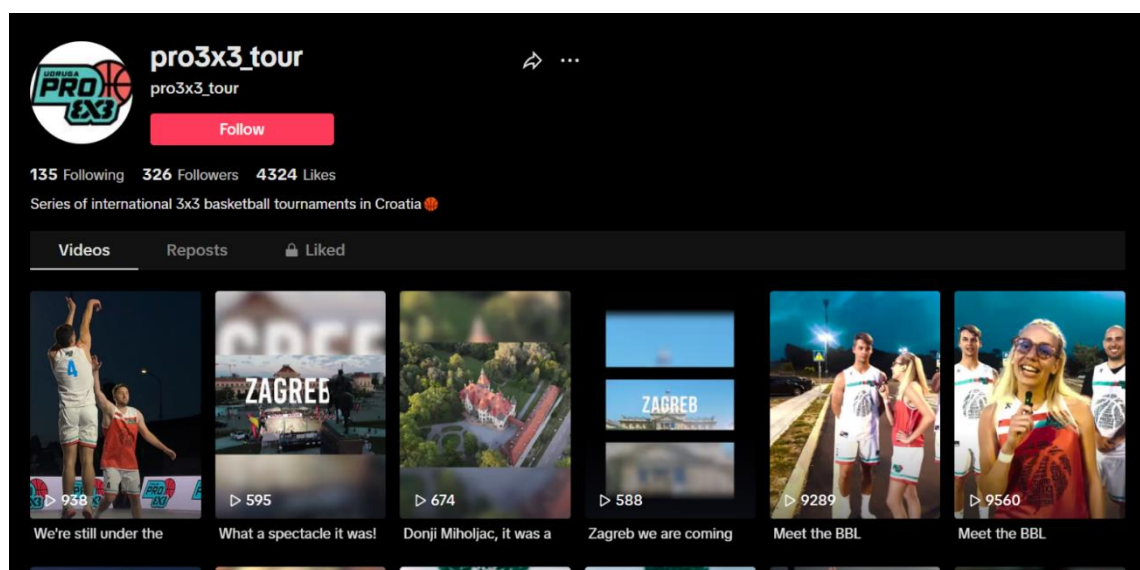 UDRUGA
PRO
3X3
pro3x3_tour
pro3x3_tour
Follow
135 Following 326 Followers 4324 Likes
Series of international 3x3 basketball tournaments in Croatia
Videos Reposts Liked
4
PRO
3X3
938
We're still under the
ZAGREB
595
What a spectacle it was!
674
Donji Miholjac, it was a
ZAGREB
588
Zagreb we are coming
9289
Meet the BBL
9560
Meet the BBL